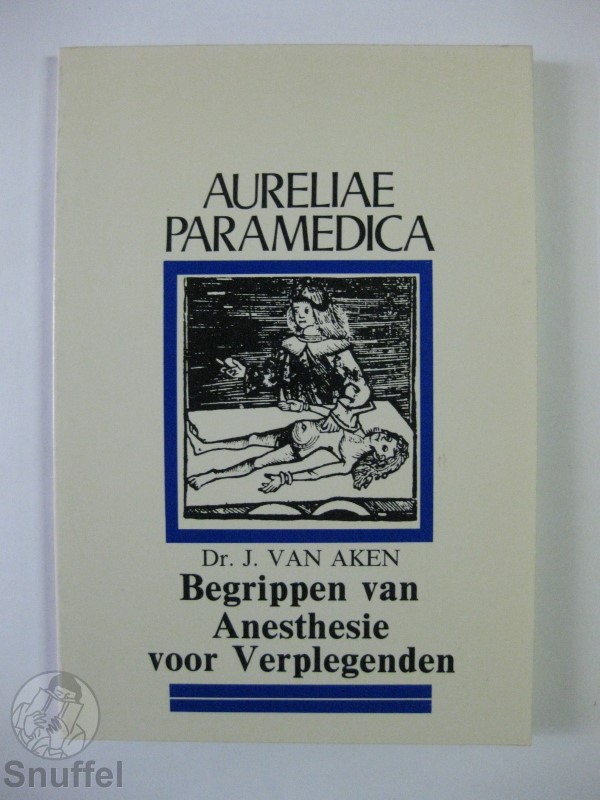 AURELIAE
PARAMEDICA
Dr. J. VAN AKEN
Begrippen van
Anesthesie
voor Verplegenden
Snuffel